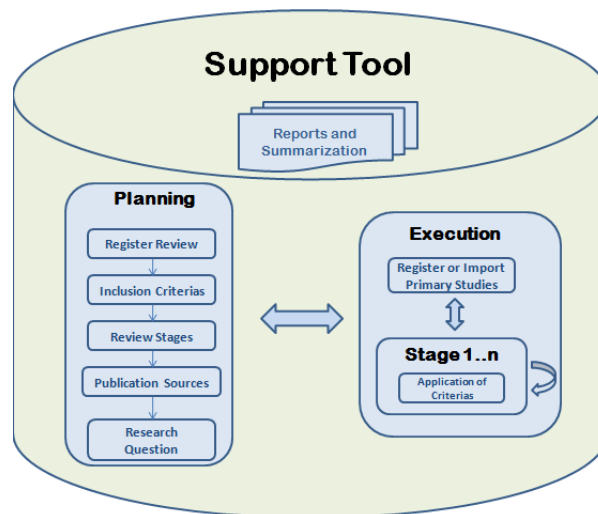 Support Tool
Reports and
Summarization
Planning
Register Review
Inclusion Criterias
Review Stages
Publication Sources
Research
Question
Execution
Register or Import
Primary Studies
Stage 1..n
Application of
Criterias